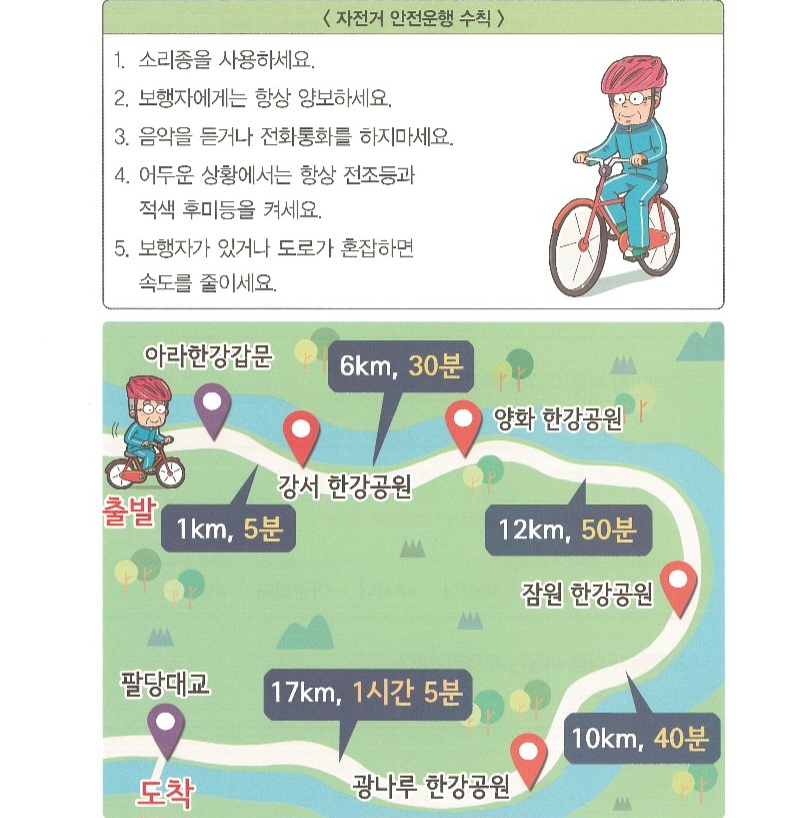 < 자전거 안전운행 수칙 >
1. 소리종을 사용하세요.
2. 보행자에게는 항상 양보하세요.
3. 음악을 듣거나 전화통화를 하지마세요.
4. 어두운 상황에서는 항상 전조등과
적색 후미등을 켜세요.
5. 보행자가 있거나 도로가 혼잡하면
속도를 줄이세요.
아라한강갑문
6km, 30분
양화 한강공원
강서 한강공원
출발
1km, 5분
12km, 50분
잠원 한강공원
팔당대교
17km, 1시간 5분
10km, 40분
광나루 한강공원
도착